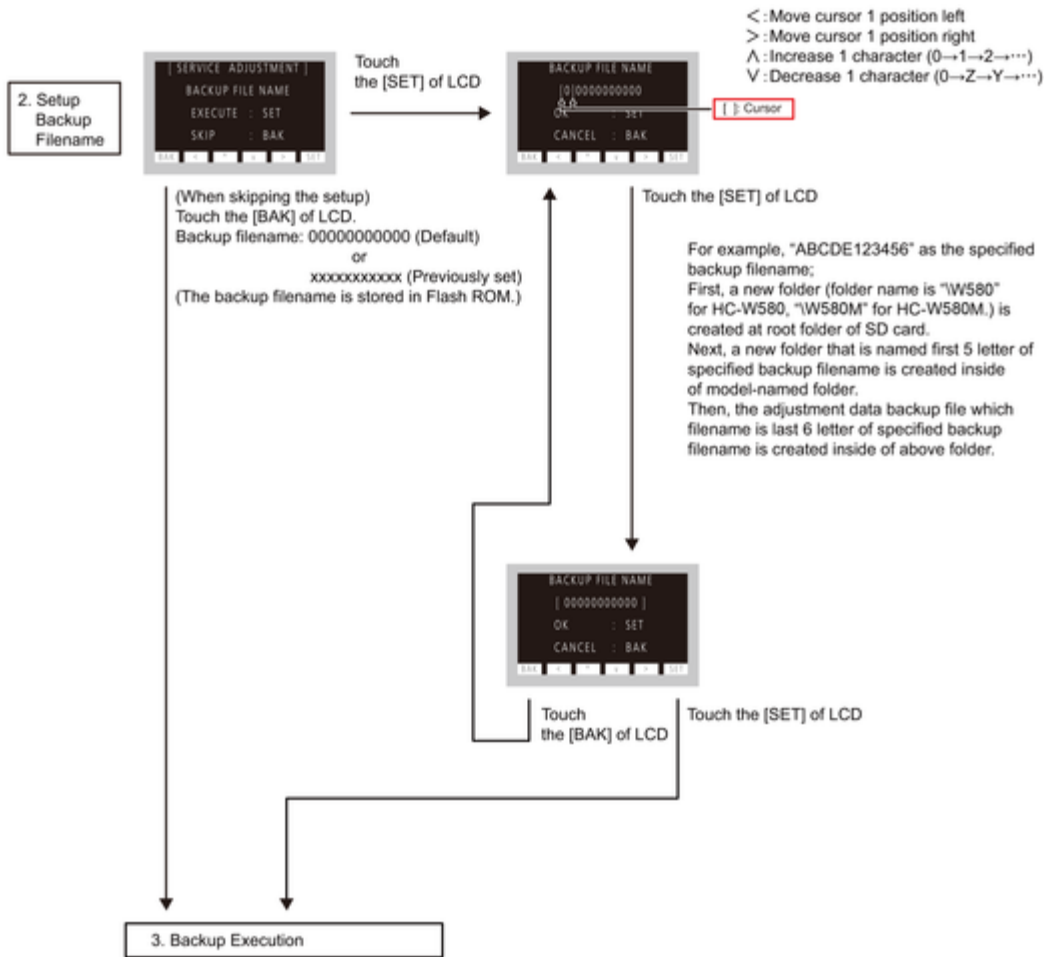 <:Move cursor 1 position left
>:Move cursor 1 position right
∧:Increase 1 character (0→1→2→···)
∨:Decrease 1 character (0→Z→Y→···)
2. Setup
Backup
Filename
[ SERVICE ADJUSTMENT ]
BACKUP FILE NAME
EXECUTE : SET
SKIP : BAK
BAK < ^ v > SET
Touch
the [SET] of LCD
BACKUP FILE NAME
[0]0000000000
OK : SET
CANCEL : BAK
BAK < ^ v > SET
[ ]: Cursor
(When skipping the setup)
Touch the [BAK] of LCD.
Backup filename: 00000000000 (Default)
or
xxxxxxxxxxx (Previously set)
(The backup filename is stored in Flash ROM.)
Touch the [SET] of LCD
For example, "ABCDE123456" as the specified
backup filename;
First, a new folder (folder name is "\W580"
for HC-W580, "\W580M" for HC-W580M.) is
created at root folder of SD card.
Next, a new folder that is named first 5 letter of
specified backup filename is created inside
of model-named folder.
Then, the adjustment data backup file which
filename is last 6 letter of specified backup
filename is created inside of above folder.
BACKUP FILE NAME
[ 00000000000 ]
OK : SET
CANCEL : BAK
BAK < ^ v > SET
Touch
the [BAK] of LCD
Touch the [SET] of LCD
3. Backup Execution